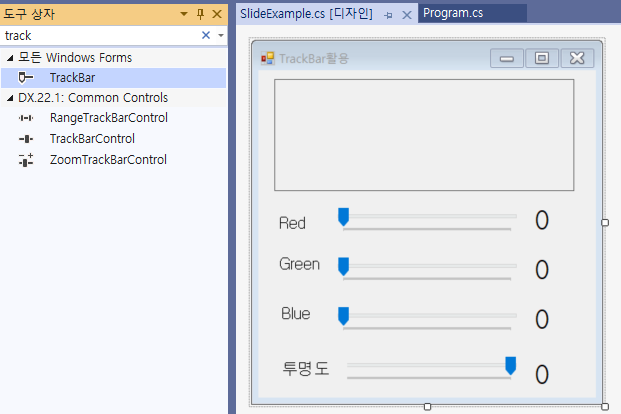 도구 상자
track
모든 Windows Forms
TrackBar
DX.22.1: Common Controls
RangeTrackBarControl
TrackBarControl
ZoomTrackBarControl
SlideExample.cs [디자인]
Program.cs
TrackBar활용
Red
0
Green
0
Blue
0
투명도
0